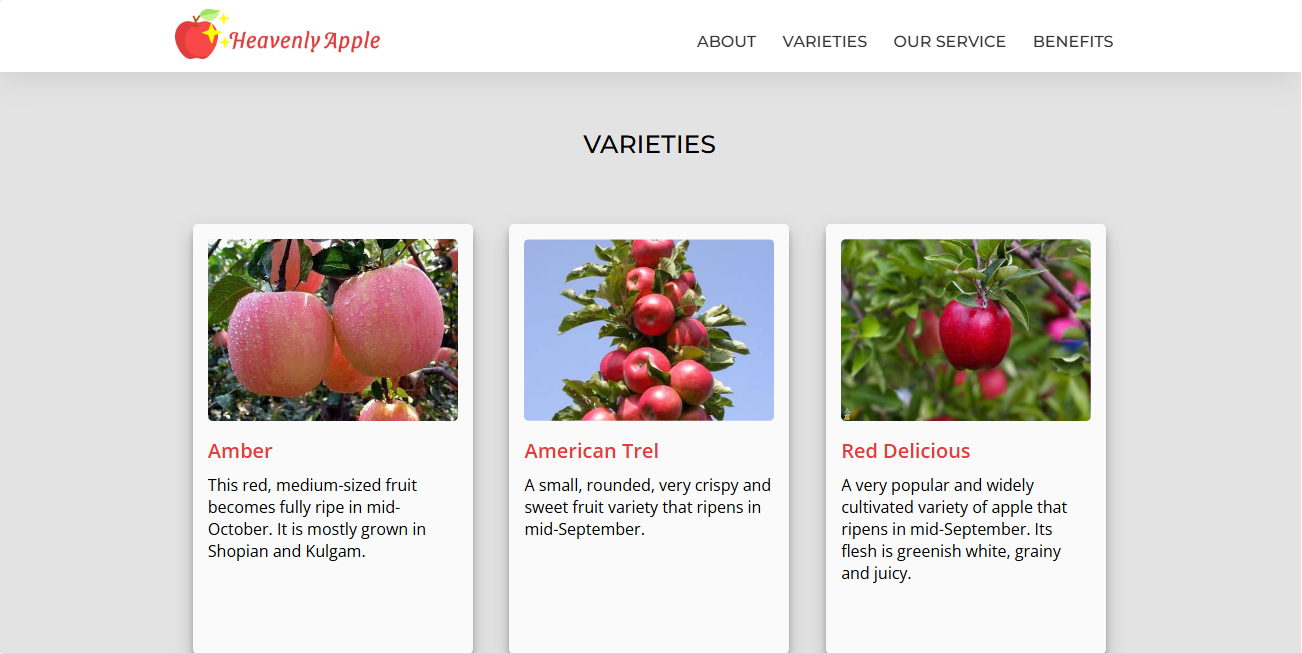 Heavenly Apple
ABOUT VARIETIES OUR SERVICE BENEFITS
VARIETIES
Amber
This red, medium-sized fruit
becomes fully ripe in mid-
October. It is mostly grown in
Shopian and Kulgam.
American Trel
A small, rounded, very crispy and
sweet fruit variety that ripens in
mid-September.
Red Delicious
A very popular and widely
cultivated variety of apple that
ripens in mid-September. Its
flesh is greenish white, grainy
and juicy.